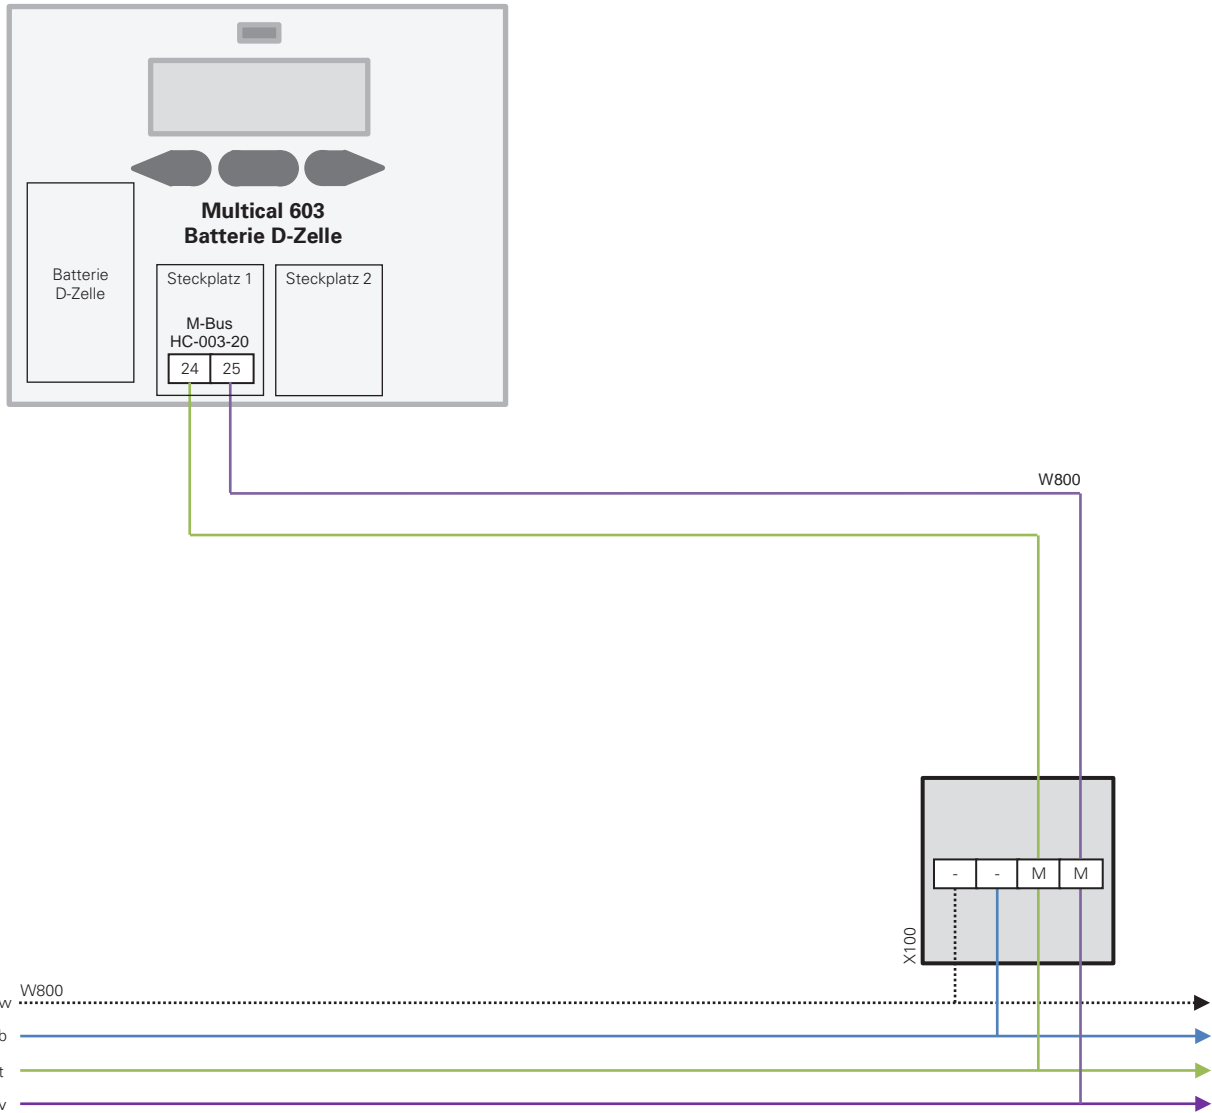 Multical 603
Batterie D-Zelle
Batterie
D-Zelle
Steckplatz 1
Steckplatz 2
M-Bus
HC-003-20
24 25
W800
- - M M
X100
W800
w
b
t
v